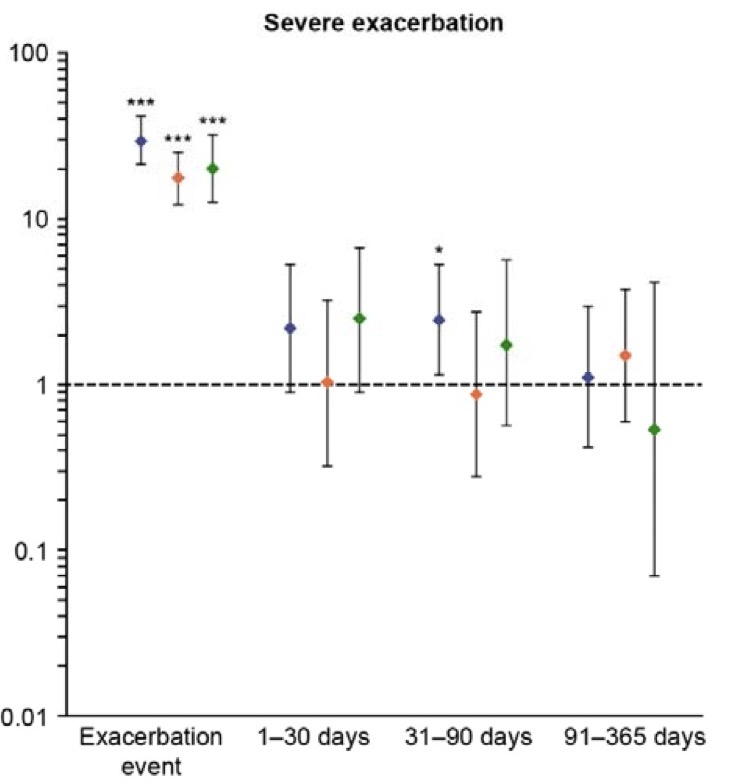 Severe exacerbation
100
***
***
***
10
*
1
0.1
0.01
Exacerbation
event
1–30 days
31–90 days
91–365 days